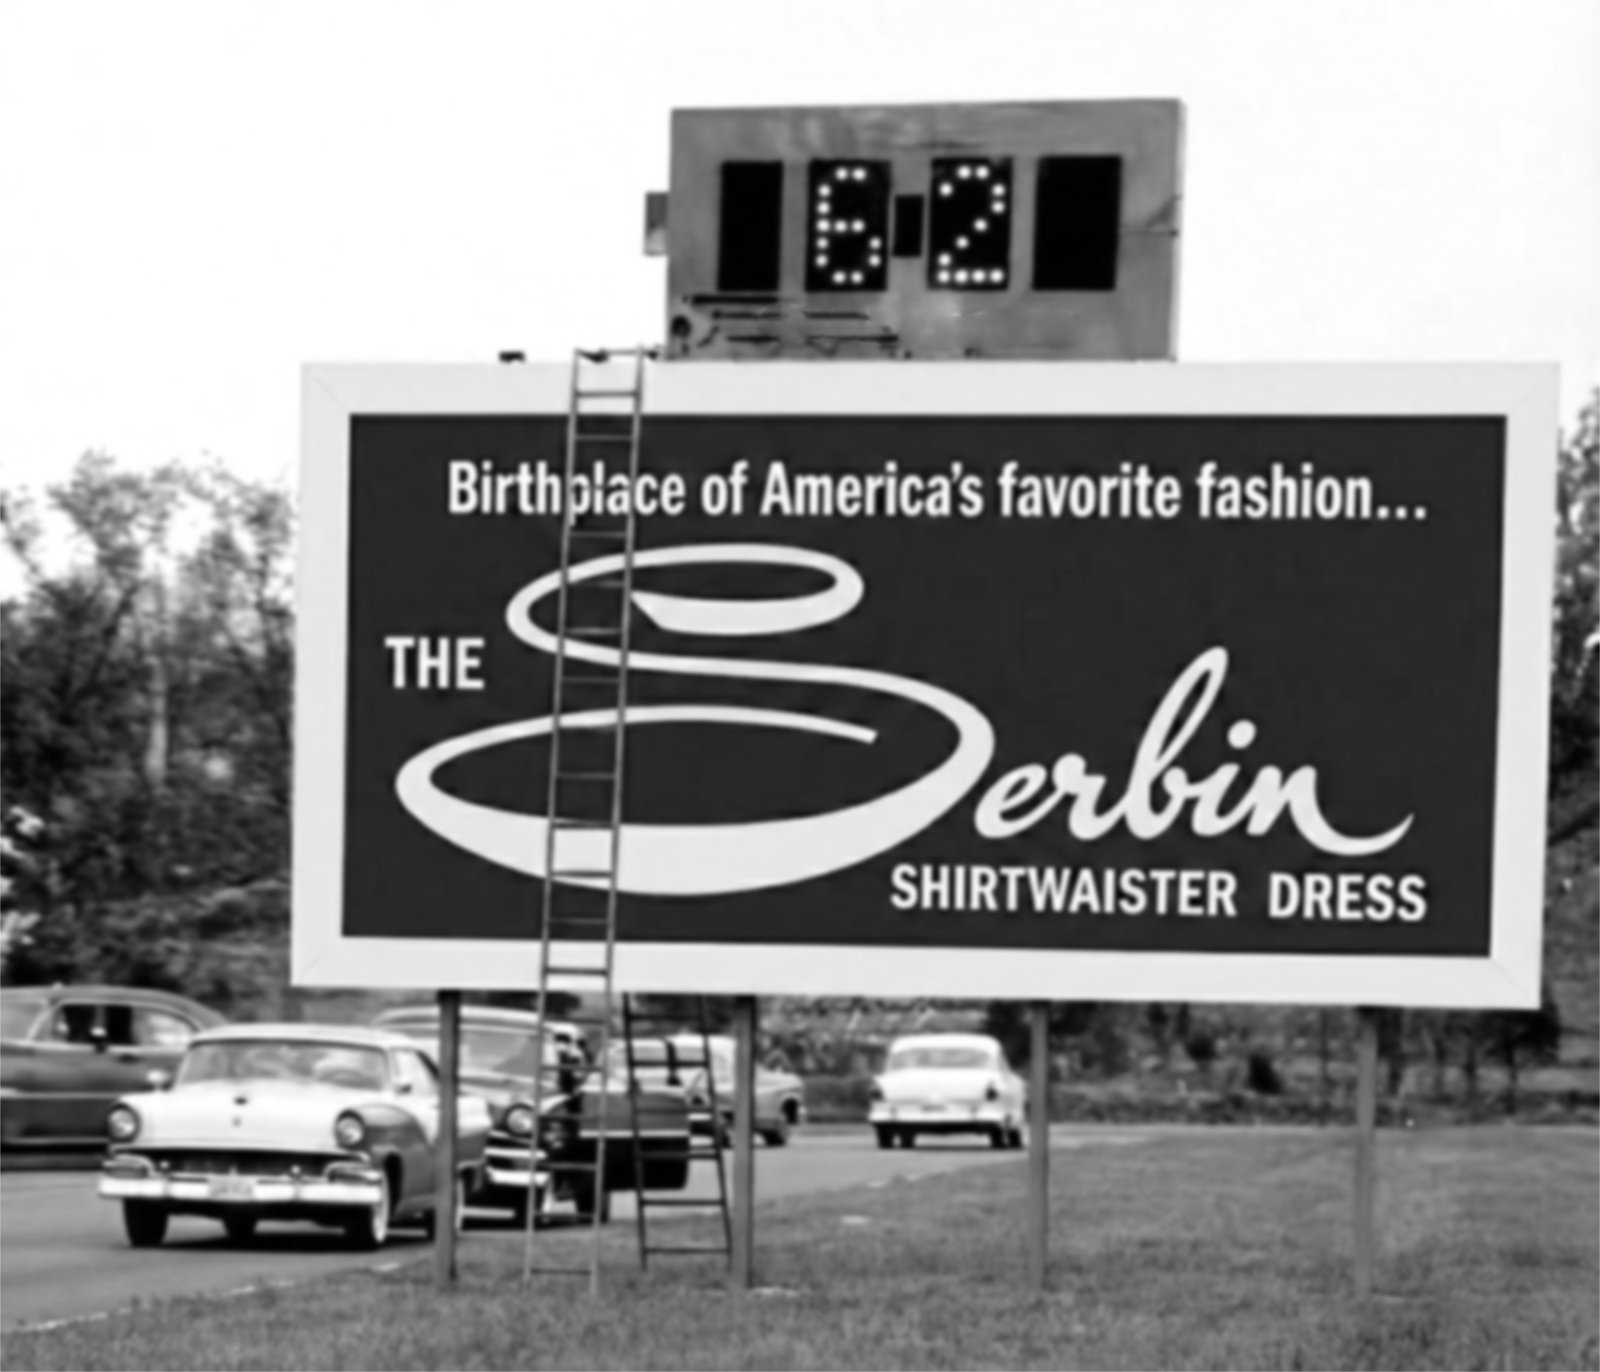 62
Birthplace of America's favorite fashion...
THE Serbin
SHIRTWAISTER DRESS